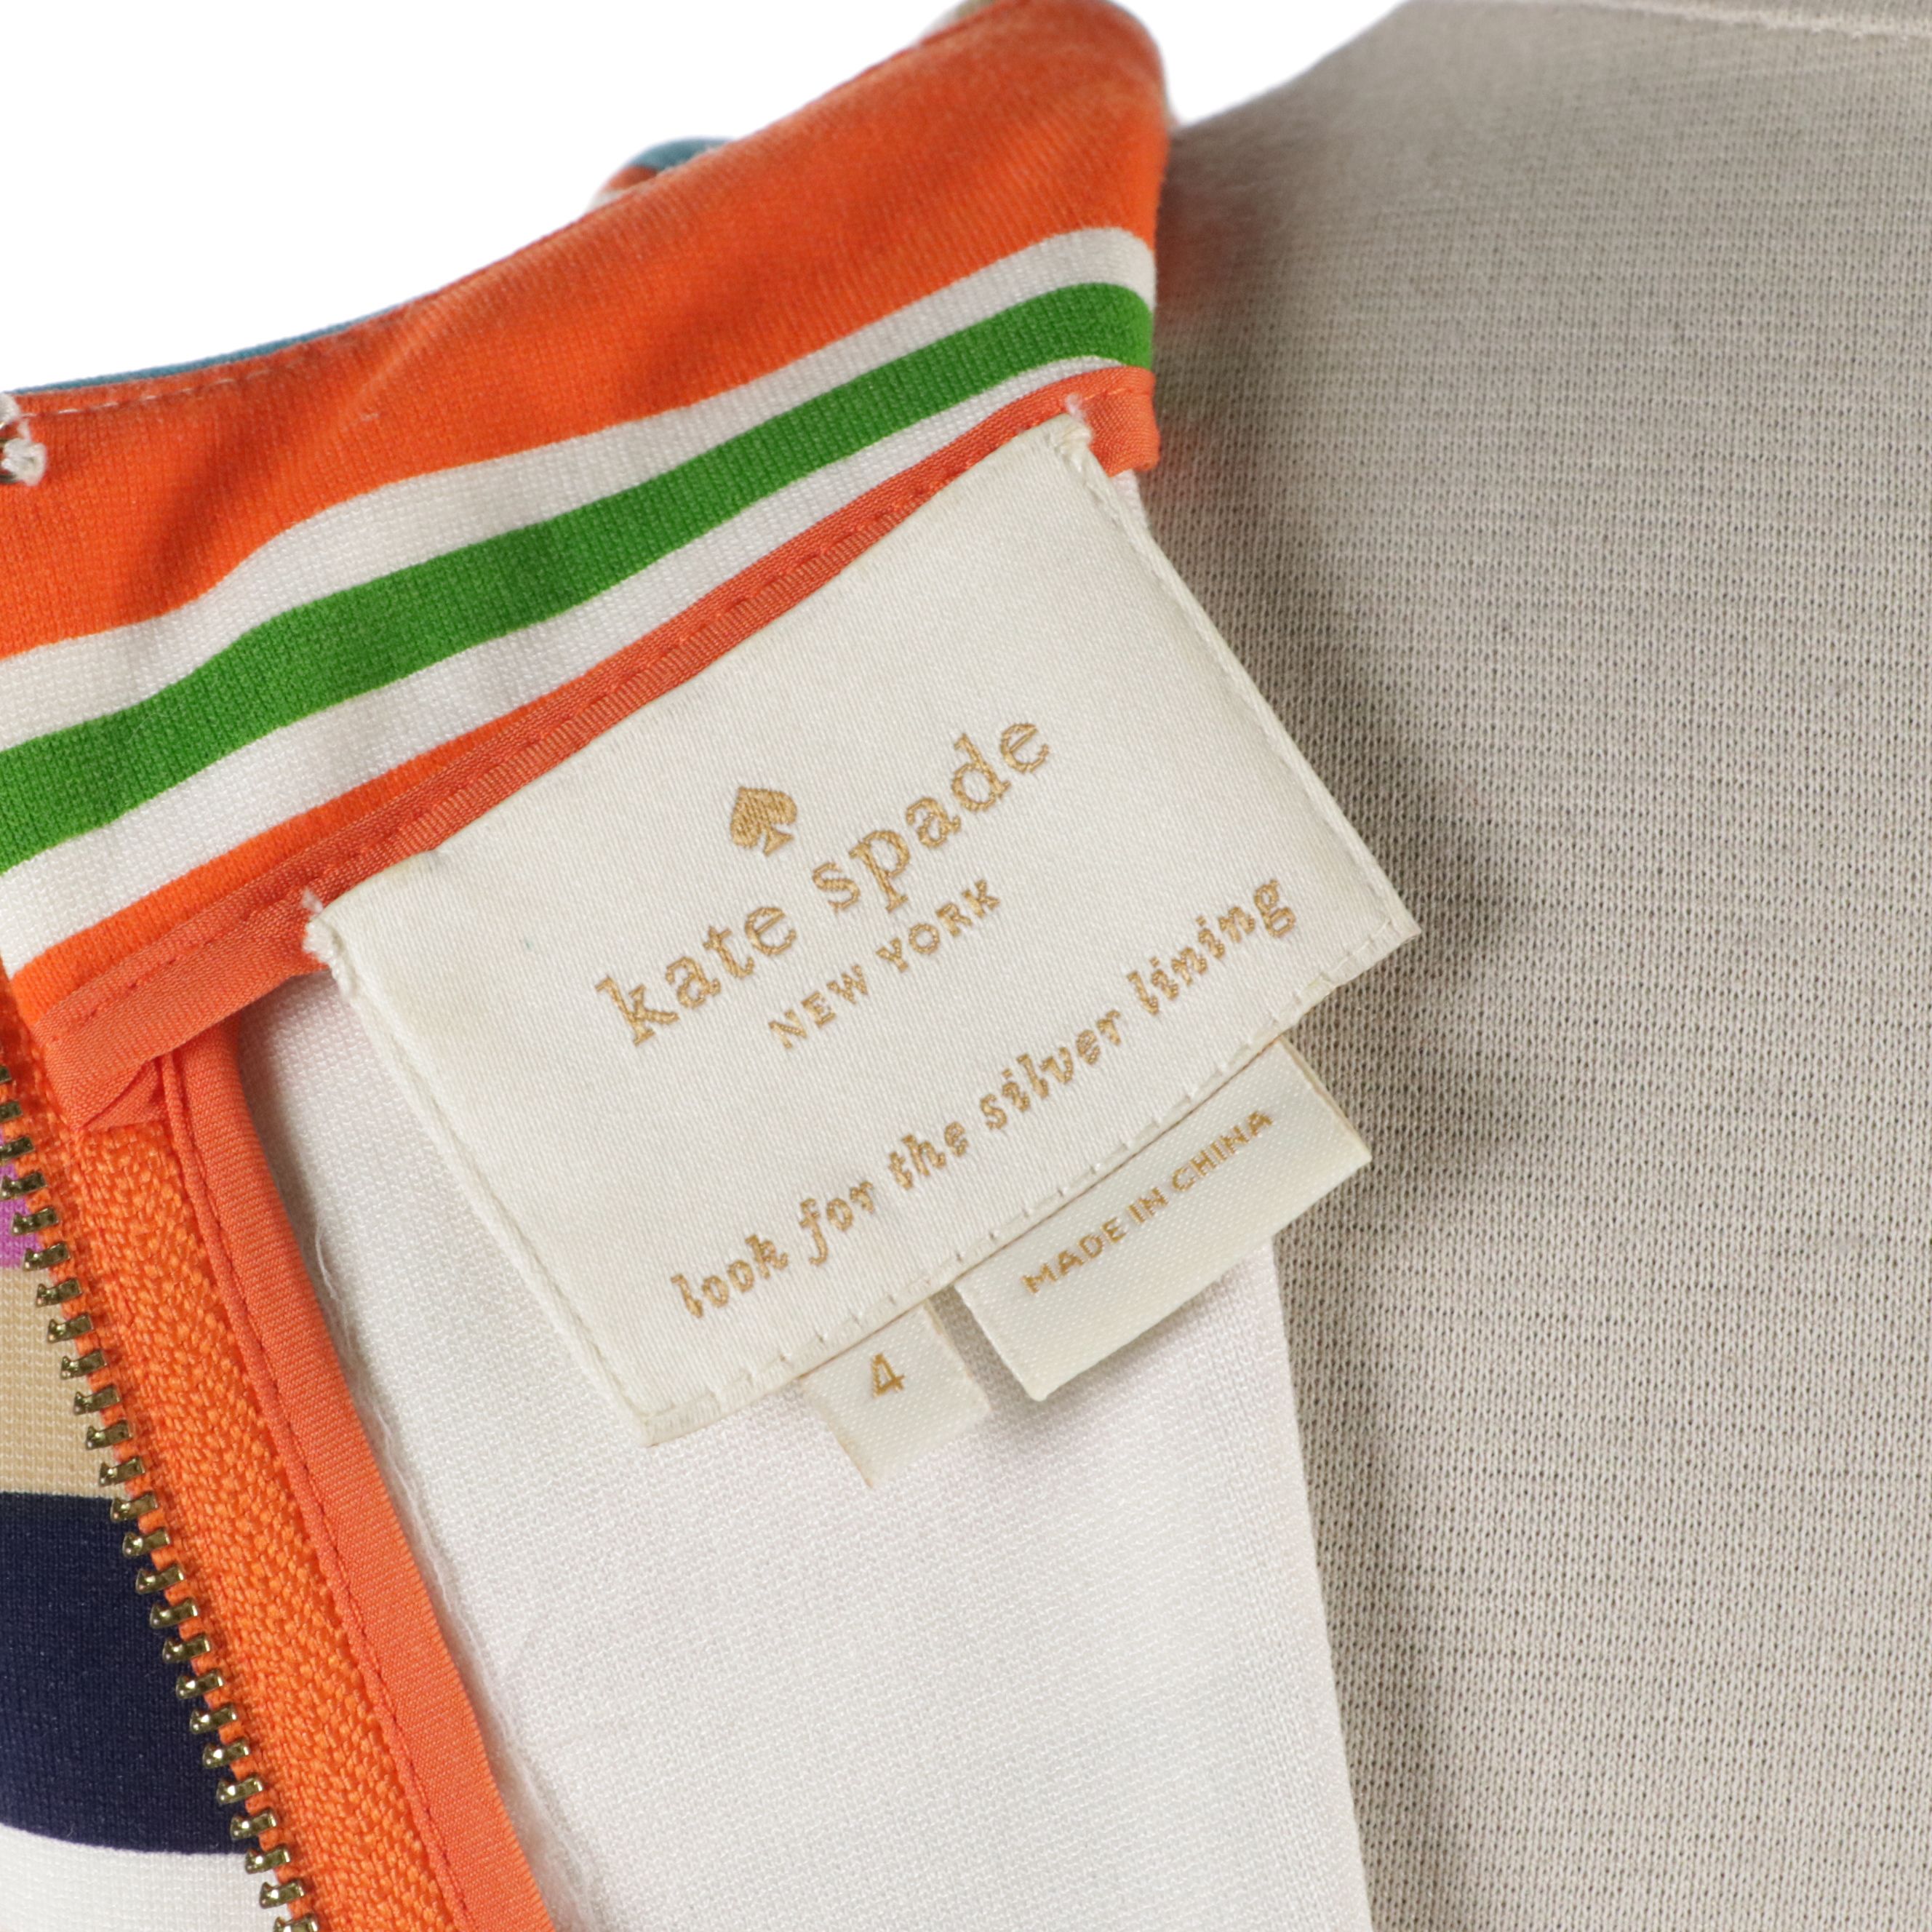 kate spade
NEW YORK
look for the silver lining
MADE IN CHINA
4